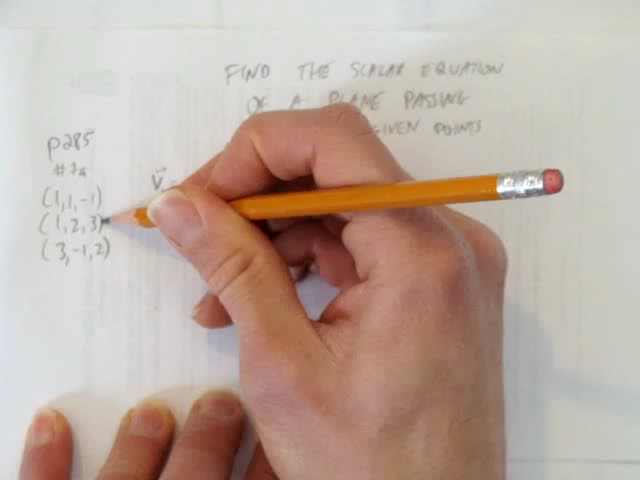 FIND THE SCALAR EQUATION
OF A PLANE PASSING
GIVEN POINTS
p285
(1,1,-1)
(1,2,3)
(3,-1,2)
v⃗ =